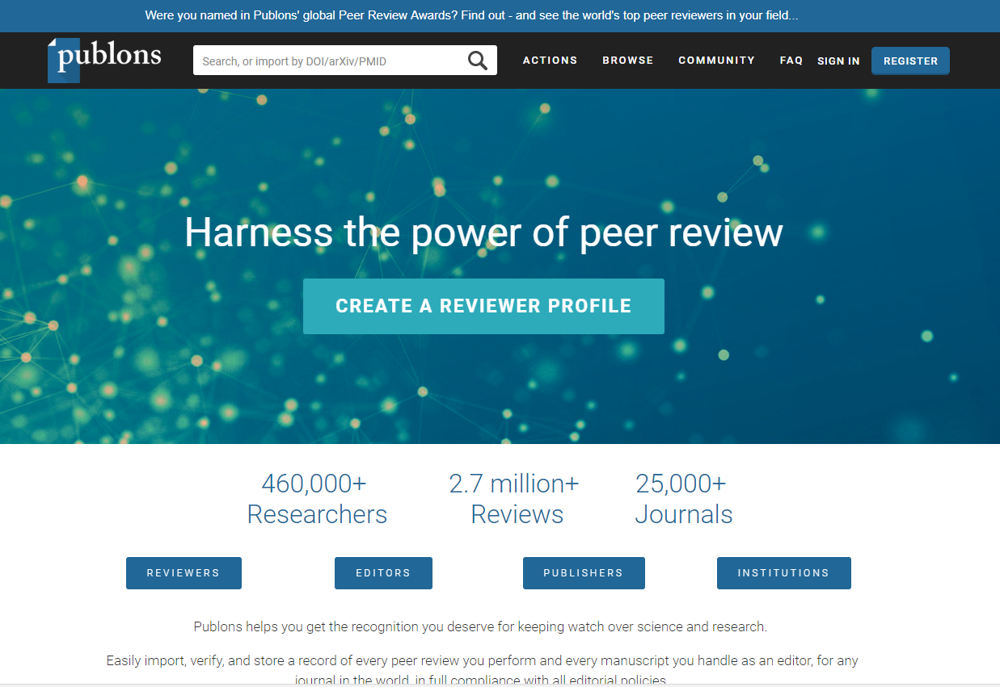 Were you named in Publons' global Peer Review Awards? Find out - and see the world's top peer reviewers in your field...
publons
Search, or import by DOI/arXiv/PMID
ACTIONS
BROWSE
COMMUNITY
FAQ
SIGN IN
REGISTER
Harness the power of peer review
CREATE A REVIEWER PROFILE
460,000+
Researchers
2.7 million+
Reviews
25,000+
Journals
REVIEWERS
EDITORS
PUBLISHERS
INSTITUTIONS
Publons helps you get the recognition you deserve for keeping watch over science and research.
Easily import, verify, and store a record of every peer review you perform and every manuscript you handle as an editor, for any
journal in the world, in full compliance with all editorial policies.